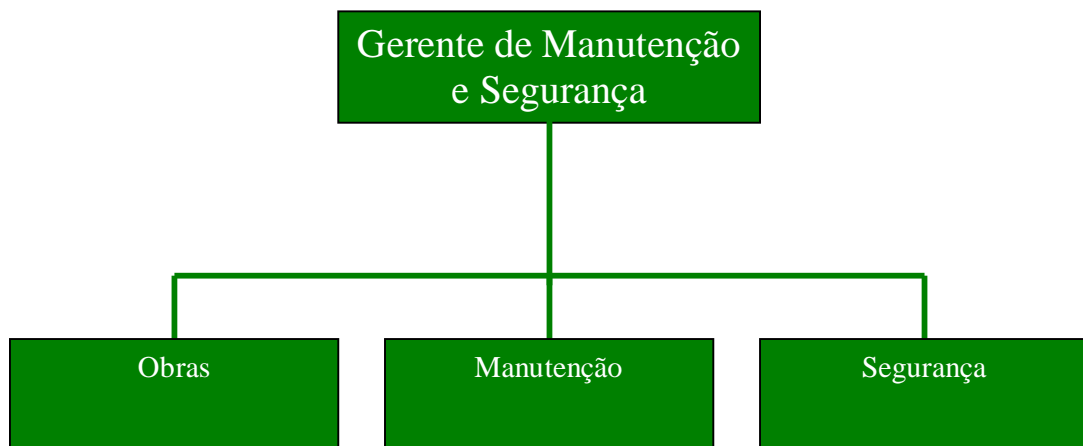 Gerente de Manutenção
e Segurança
Obras
Manutenção
Segurança